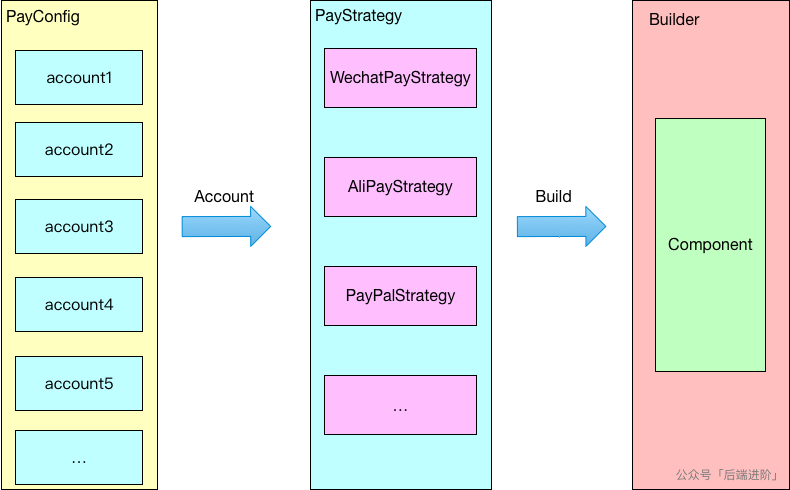 PayConfig
account1
account2
account3
account4
account5
...
Account
PayStrategy
WechatPayStrategy
AliPayStrategy
PayPalStrategy
...
Build
Builder
Component
公众号「后端进阶」